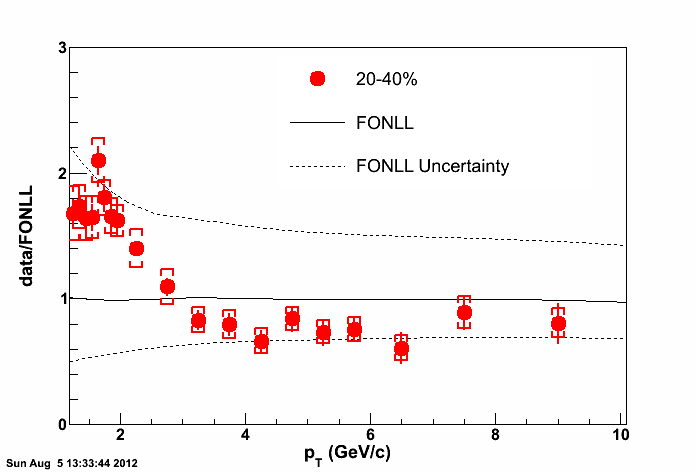 3
20-40%
FONLL
FONLL Uncertainty
2
data/FONLL
1
0
2 4 6 8 10
p_T (GeV/c)
Sun Aug 5 13:33:44 2012